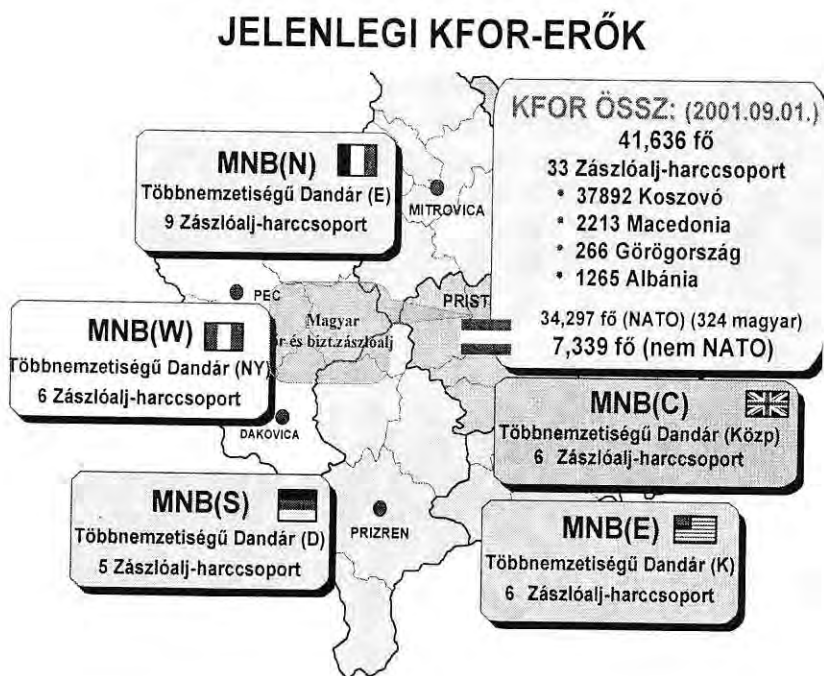 JELENLEGI KFOR-ERŐK
KFOR ÖSSZ: (2001.09.01.)
41,636 fő
33 Zászlóalj-harccsoport
* 37892 Koszovó
* 2213 Macedonia
* 266 Görögország
* 1265 Albánia
34,297 fő (NATO) (324 magyar)
7,339 fő (nem NATO)
MNB(N)
Többnemzetiségű Dandár (E)
9 Zászlóalj-harccsoport
MITROVICA
PEC
PRIST
Magyar
őr és bizt.zászlóalj
MNB(W)
Többnemzetiségű Dandár (NY)
6 Zászlóalj-harccsoport
DAKOVICA
MNB(C)
Többnemzetiségű Dandár (Közp)
6 Zászlóalj-harccsoport
MNB(S)
Többnemzetiségű Dandár (D)
5 Zászlóalj-harccsoport
PRIZREN
MNB(E)
Többnemzetiségű Dandár (K)
6 Zászlóalj-harccsoport